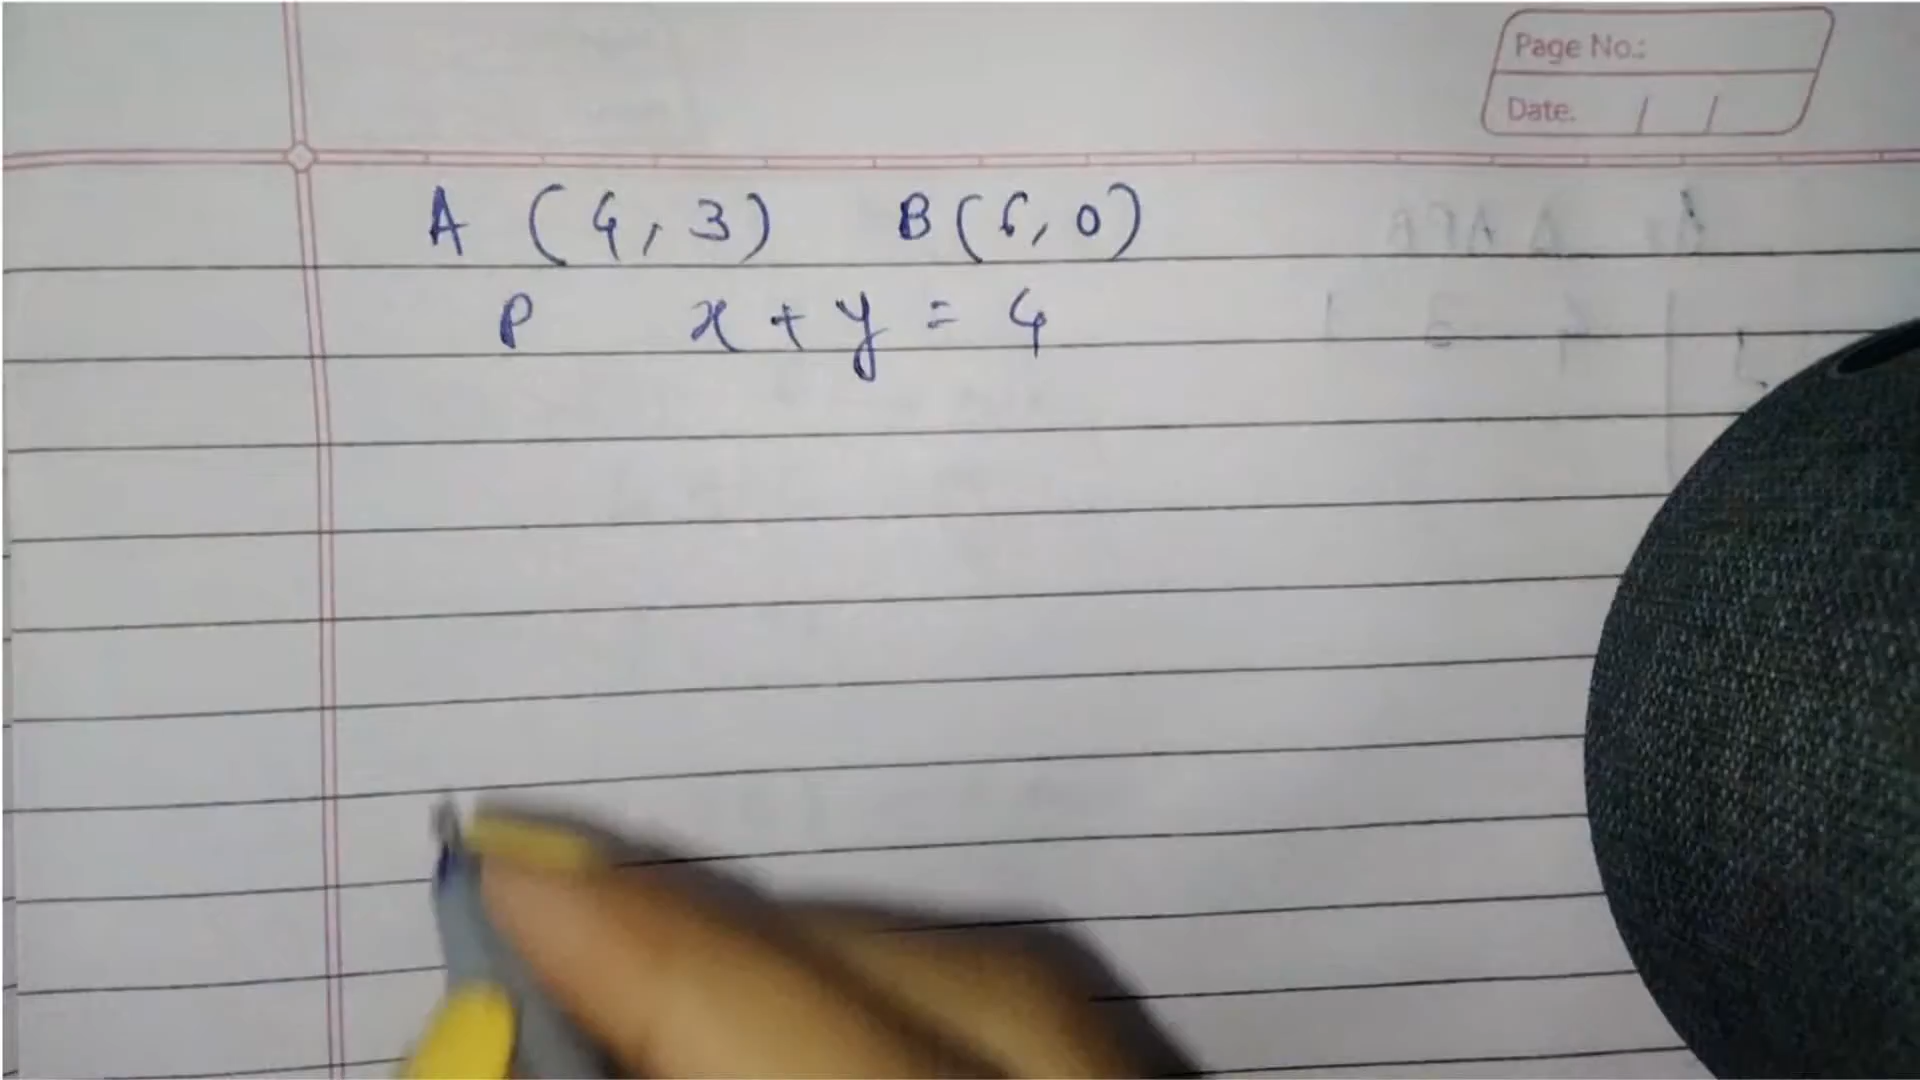 Page No.:
Date. / /
A (4, 3) B(6, 0)
P x + y = 4